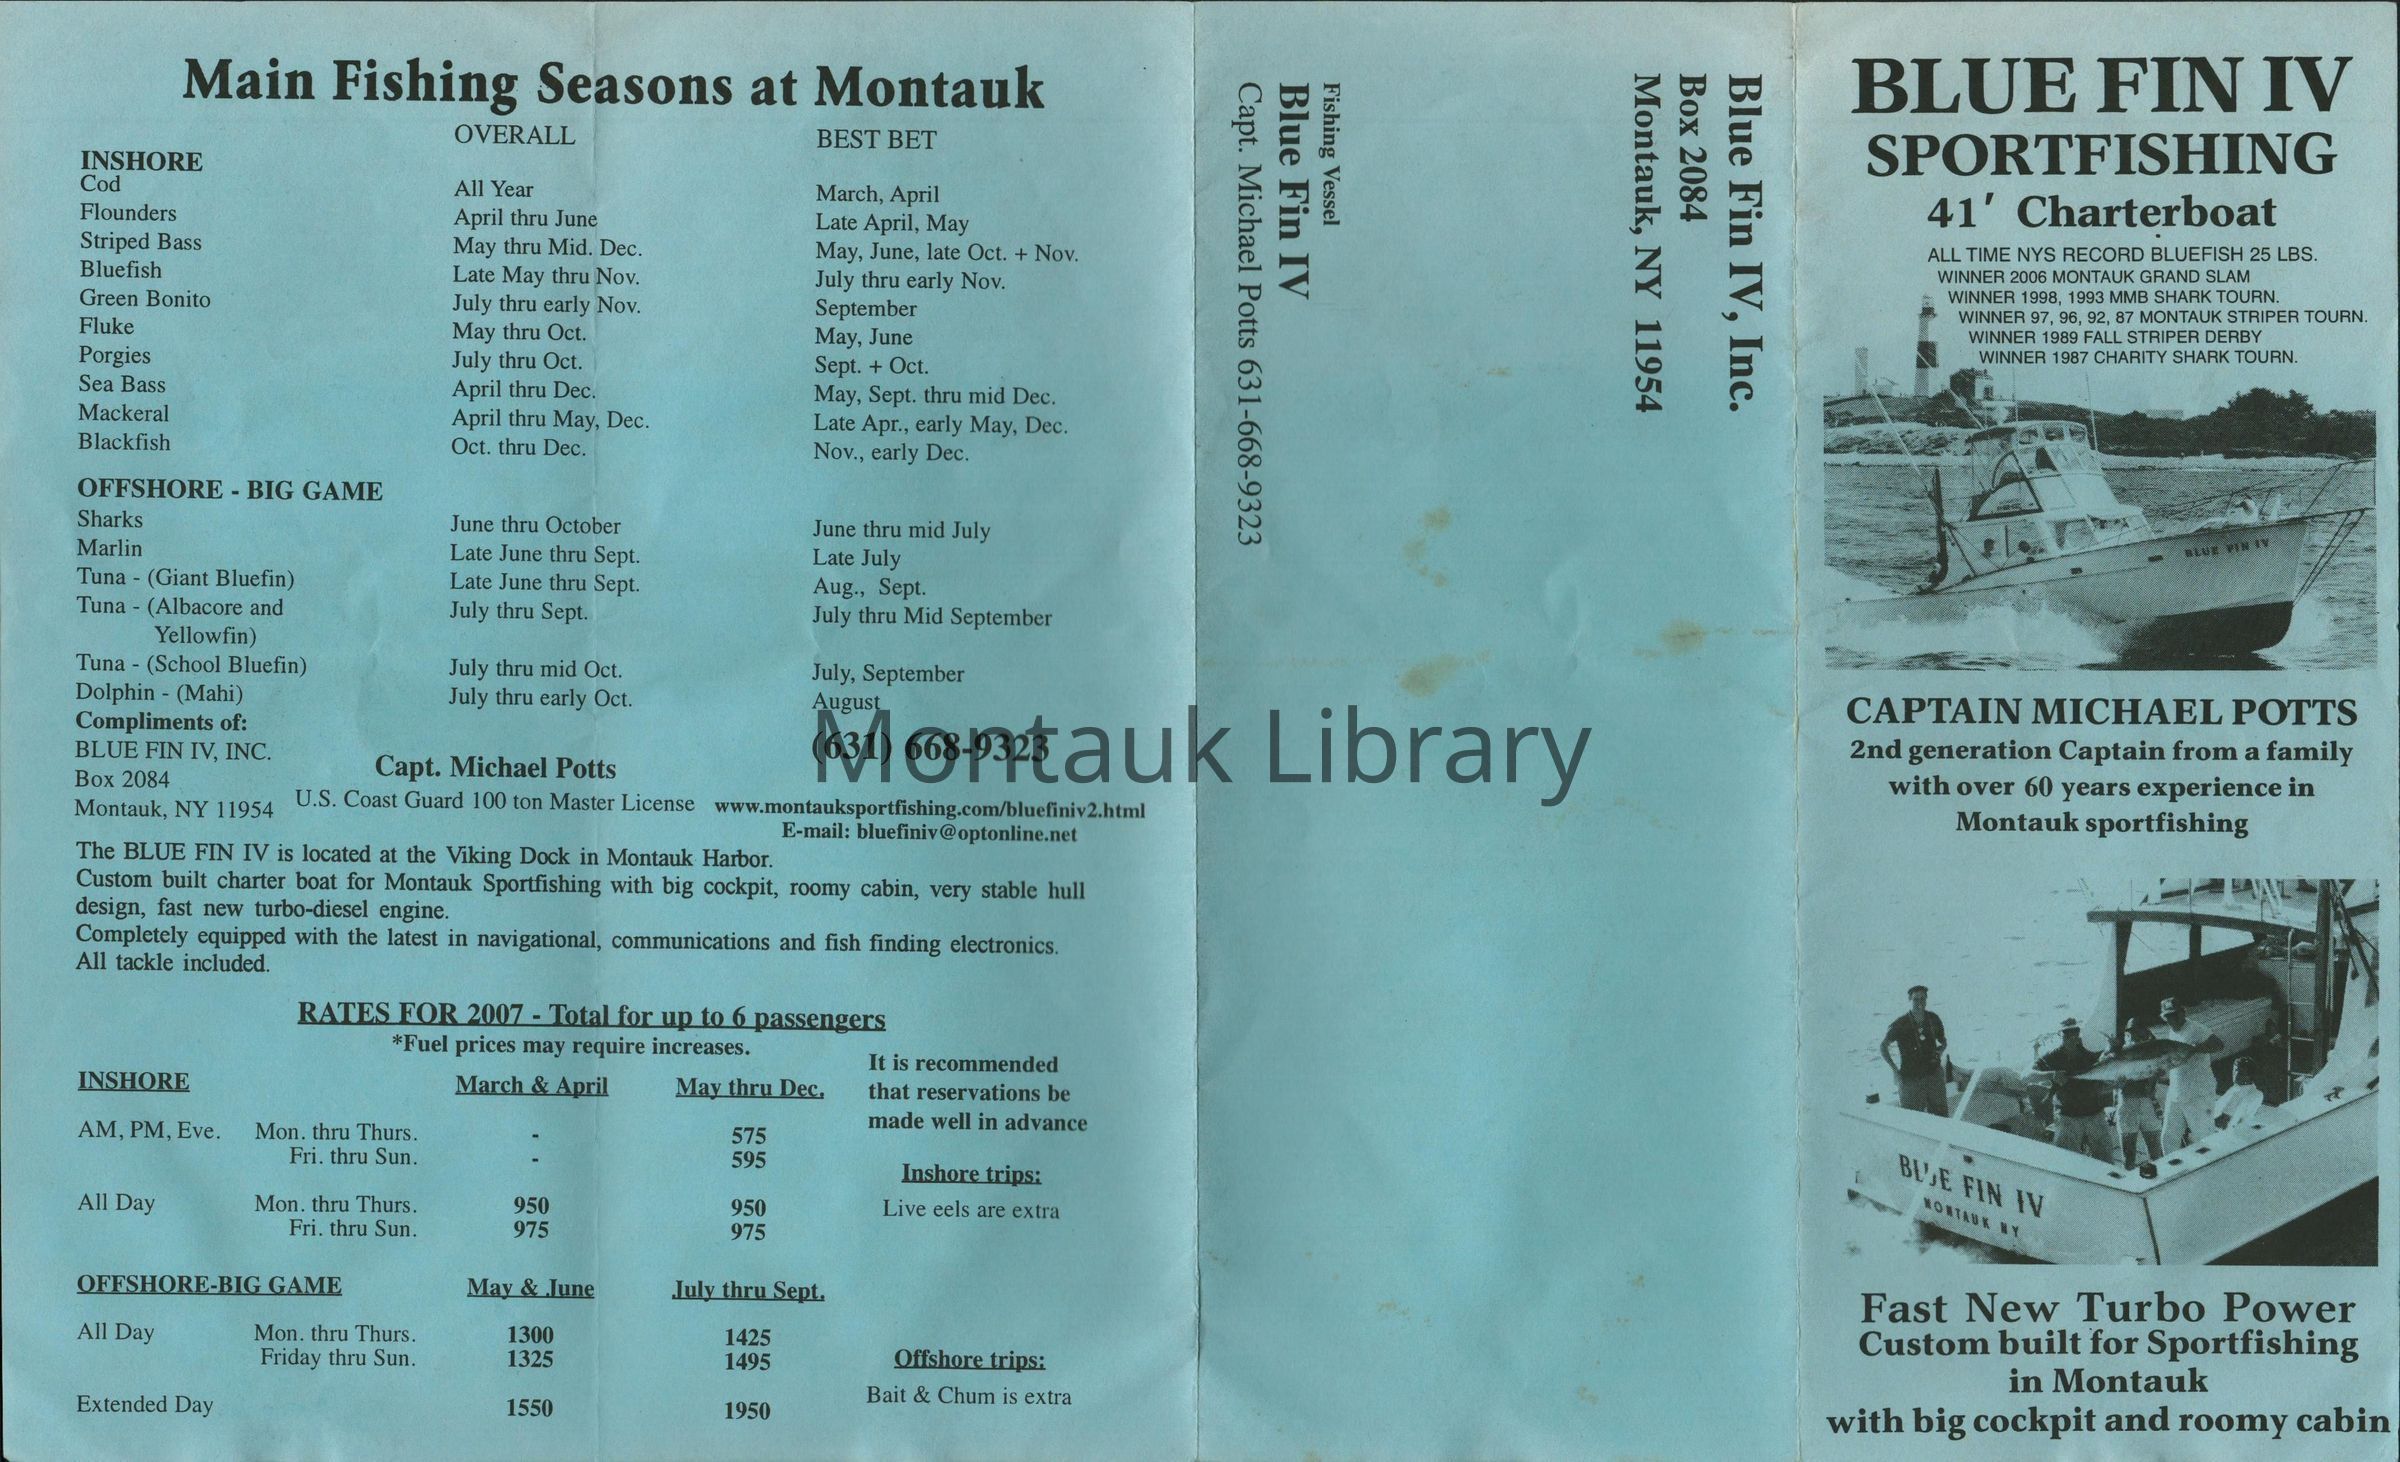 Main Fishing Seasons at Montauk
OVERALL BEST BET
INSHORE
Cod All Year March, April
Flounders April thru June Late April, May
Striped Bass May thru Mid. Dec. May, June, late Oct. + Nov.
Bluefish Late May thru Nov. July thru early Nov.
Green Bonito July thru early Nov. September
Fluke May thru Oct. May, June
Porgies July thru Oct. Sept. + Oct.
Sea Bass April thru Dec. May, Sept. thru mid Dec.
Mackeral April thru May, Dec. Late Apr., early May, Dec.
Blackfish Oct. thru Dec. Nov., early Dec.
OFFSHORE - BIG GAME
Sharks June thru October June thru mid July
Marlin Late June thru Sept. Late July
Tuna - (Giant Bluefin) Late June thru Sept. Aug., Sept.
Tuna - (Albacore and July thru Sept. July thru Mid September
Yellowfin)
Tuna - (School Bluefin) July thru mid Oct. July, September
Dolphin - (Mahi) July thru early Oct. August
Compliments of:
BLUE FIN IV, INC.
Box 2084
Montauk, NY 11954
Capt. Michael Potts
U.S. Coast Guard 100 ton Master License
(631) 668-9323
www.montauksportfishing.com/bluefiniv2.html
E-mail: bluefiniv@optonline.net
The BLUE FIN IV is located at the Viking Dock in Montauk Harbor.
Custom built charter boat for Montauk Sportfishing with big cockpit, roomy cabin, very stable hull
design, fast new turbo-diesel engine.
Completely equipped with the latest in navigational, communications and fish finding electronics.
All tackle included.
RATES FOR 2007 - Total for up to 6 passengers
*Fuel prices may require increases.
INSHORE March & April May thru Dec.
AM, PM, Eve. Mon. thru Thurs. - 575
Fri. thru Sun. - 595
All Day Mon. thru Thurs. 950 950
Fri. thru Sun. 975 975
It is recommended
that reservations be
made well in advance
Inshore trips:
Live eels are extra
OFFSHORE-BIG GAME May & June July thru Sept.
All Day Mon. thru Thurs. 1300 1425
Friday thru Sun. 1325 1495
Extended Day 1550 1950
Offshore trips:
Bait & Chum is extra
Fishing Vessel
Blue Fin IV
Capt. Michael Potts 631-668-9323
Blue Fin IV, Inc.
Box 2084
Montauk, NY 11954
Montauk Library
BLUE FIN IV
SPORTFISHING
41' Charterboat
ALL TIME NYS RECORD BLUEFISH 25 LBS.
WINNER 2006 MONTAUK GRAND SLAM
WINNER 1998, 1993 MMB SHARK TOURN.
WINNER 97, 96, 92, 87 MONTAUK STRIPER TOURN.
WINNER 1989 FALL STRIPER DERBY
WINNER 1987 CHARITY SHARK TOURN.
BLUE FIN IV
CAPTAIN MICHAEL POTTS
2nd generation Captain from a family
with over 60 years experience in
Montauk sportfishing
BLUE FIN IV
MONTAUK NY
Fast New Turbo Power
Custom built for Sportfishing
in Montauk
with big cockpit and roomy cabin